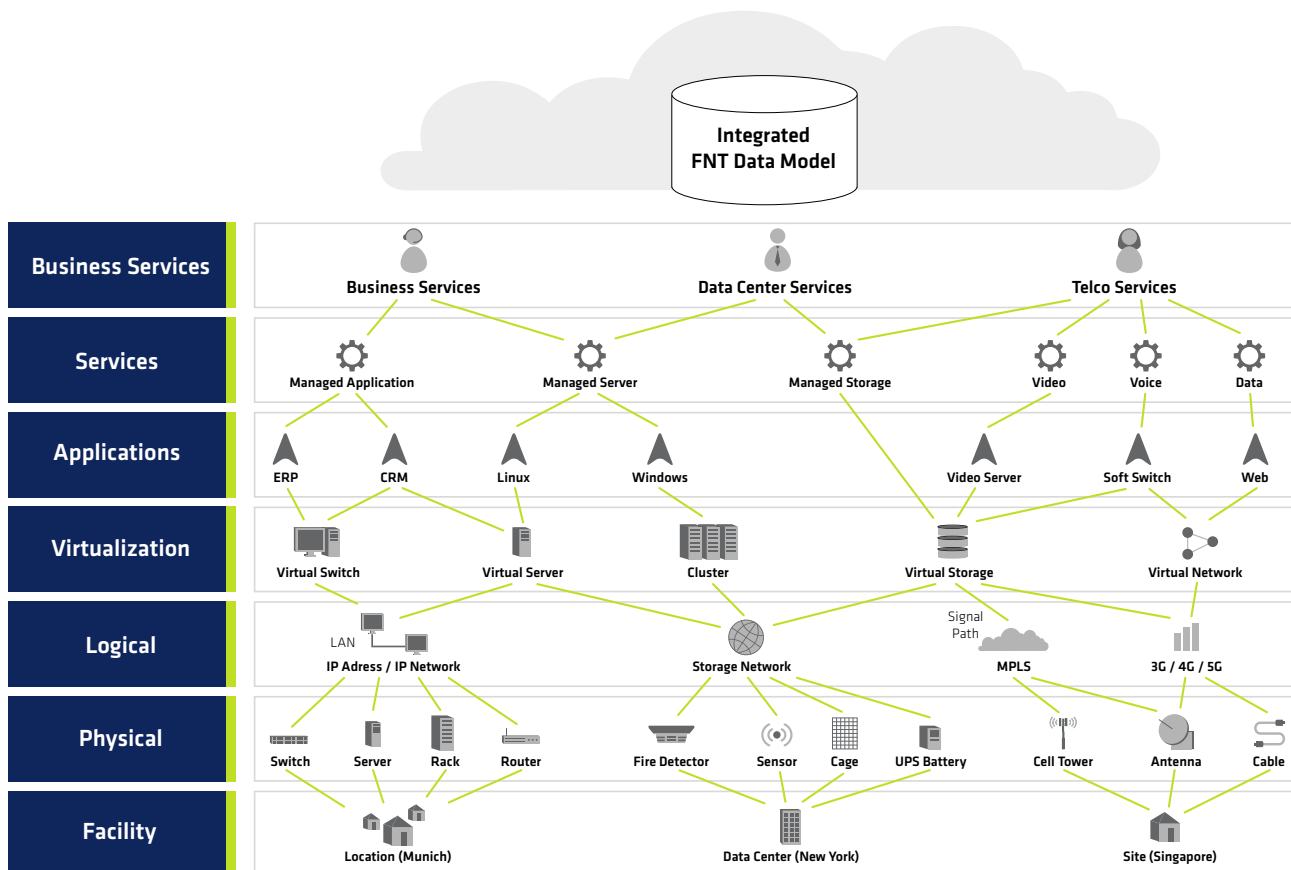 Integrated
FNT Data Model
Business Services
Business Services
Data Center Services
Telco Services
Services
Managed Application
Managed Server
Managed Storage
Video
Voice
Data
Applications
ERP
CRM
Linux
Windows
Video Server
Soft Switch
Web
Virtualization
Virtual Switch
Virtual Server
Cluster
Virtual Storage
Virtual Network
Logical
LAN
IP Adress / IP Network
Storage Network
Signal
Path
MPLS
3G / 4G / 5G
Physical
Switch
Server
Rack
Router
Fire Detector
Sensor
Cage
UPS Battery
Cell Tower
Antenna
Cable
Facility
Location (Munich)
Data Center (New York)
Site (Singapore)